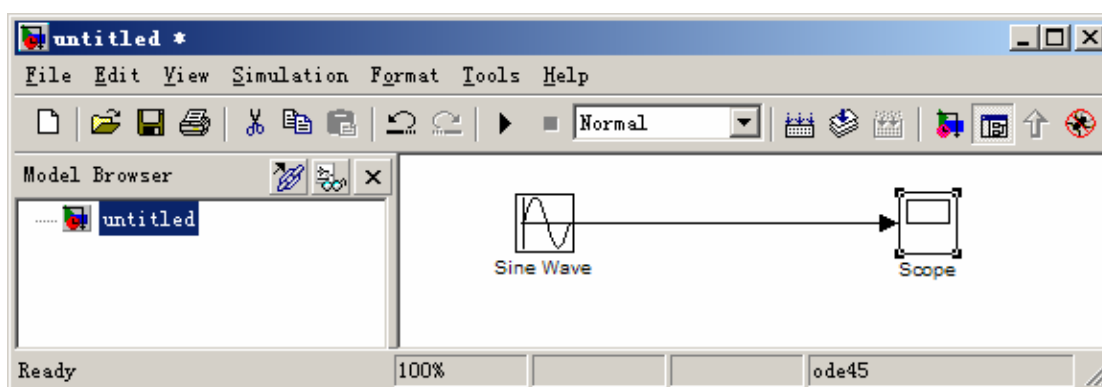 untitled *
File Edit View Simulation Format Tools Help
Normal
Model Browser
untitled
Sine Wave
Scope
Ready 100% ode45